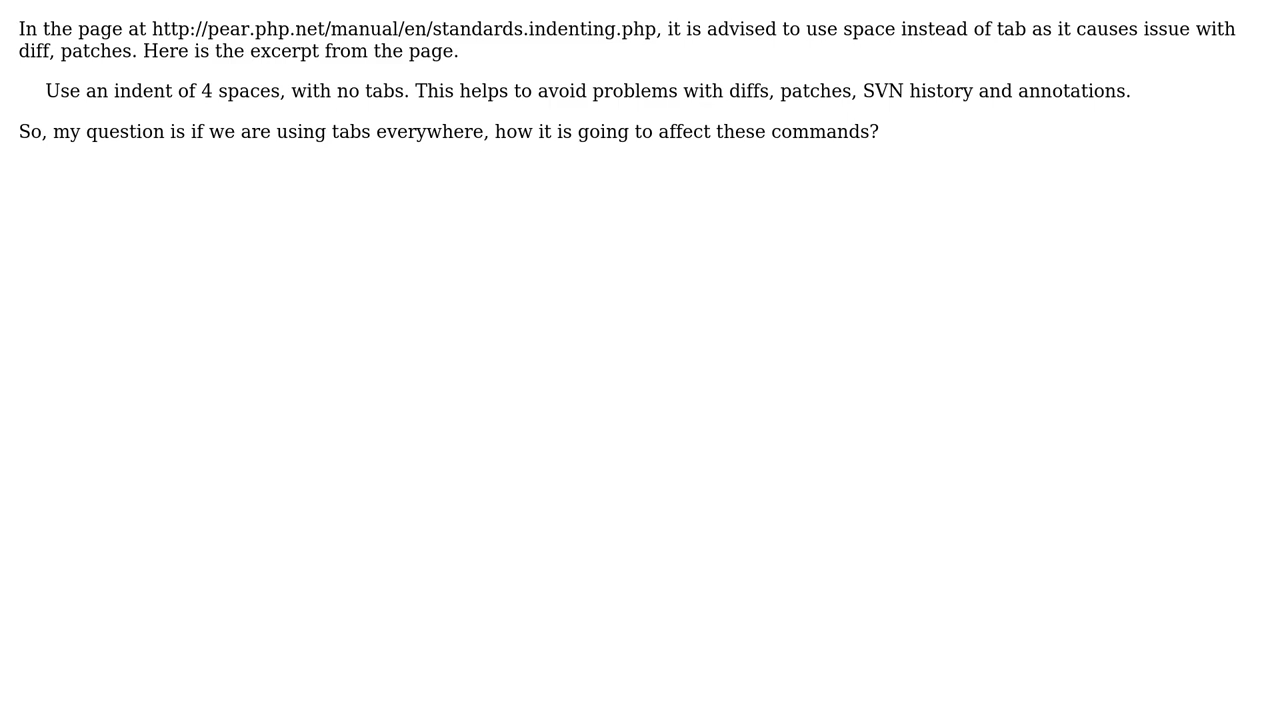 In the page at http://pear.php.net/manual/en/standards.indenting.php, it is advised to use space instead of tab as it causes issue with
diff, patches. Here is the excerpt from the page.
Use an indent of 4 spaces, with no tabs. This helps to avoid problems with diffs, patches, SVN history and annotations.
So, my question is if we are using tabs everywhere, how it is going to affect these commands?